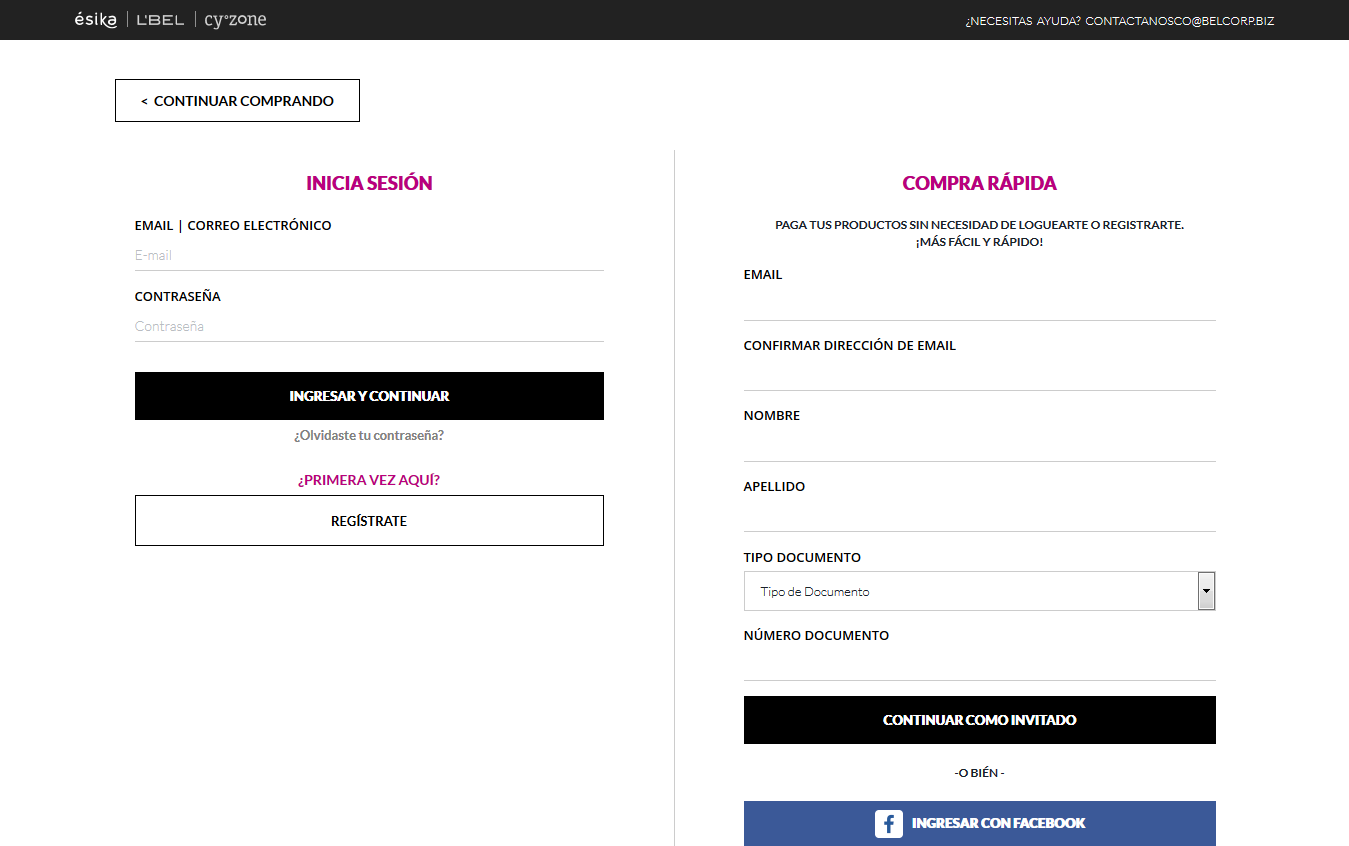 ésika | L'BEL | cy°zone
¿NECESITAS AYUDA? CONTACTANOSCO@BELCORP.BIZ
< CONTINUAR COMPRANDO
INICIA SESIÓN
EMAIL | CORREO ELECTRÓNICO
E-mail
CONTRASEÑA
Contraseña
INGRESAR Y CONTINUAR
¿Olvidaste tu contraseña?
¿PRIMERA VEZ AQUÍ?
REGÍSTRATE
COMPRA RÁPIDA
PAGA TUS PRODUCTOS SIN NECESIDAD DE LOGUEARTE O REGISTRARTE.
¡MÁS FÁCIL Y RÁPIDO!
EMAIL
CONFIRMAR DIRECCIÓN DE EMAIL
NOMBRE
APELLIDO
TIPO DOCUMENTO
Tipo de Documento
NÚMERO DOCUMENTO
CONTINUAR COMO INVITADO
-O BIÉN -
f INGRESAR CON FACEBOOK